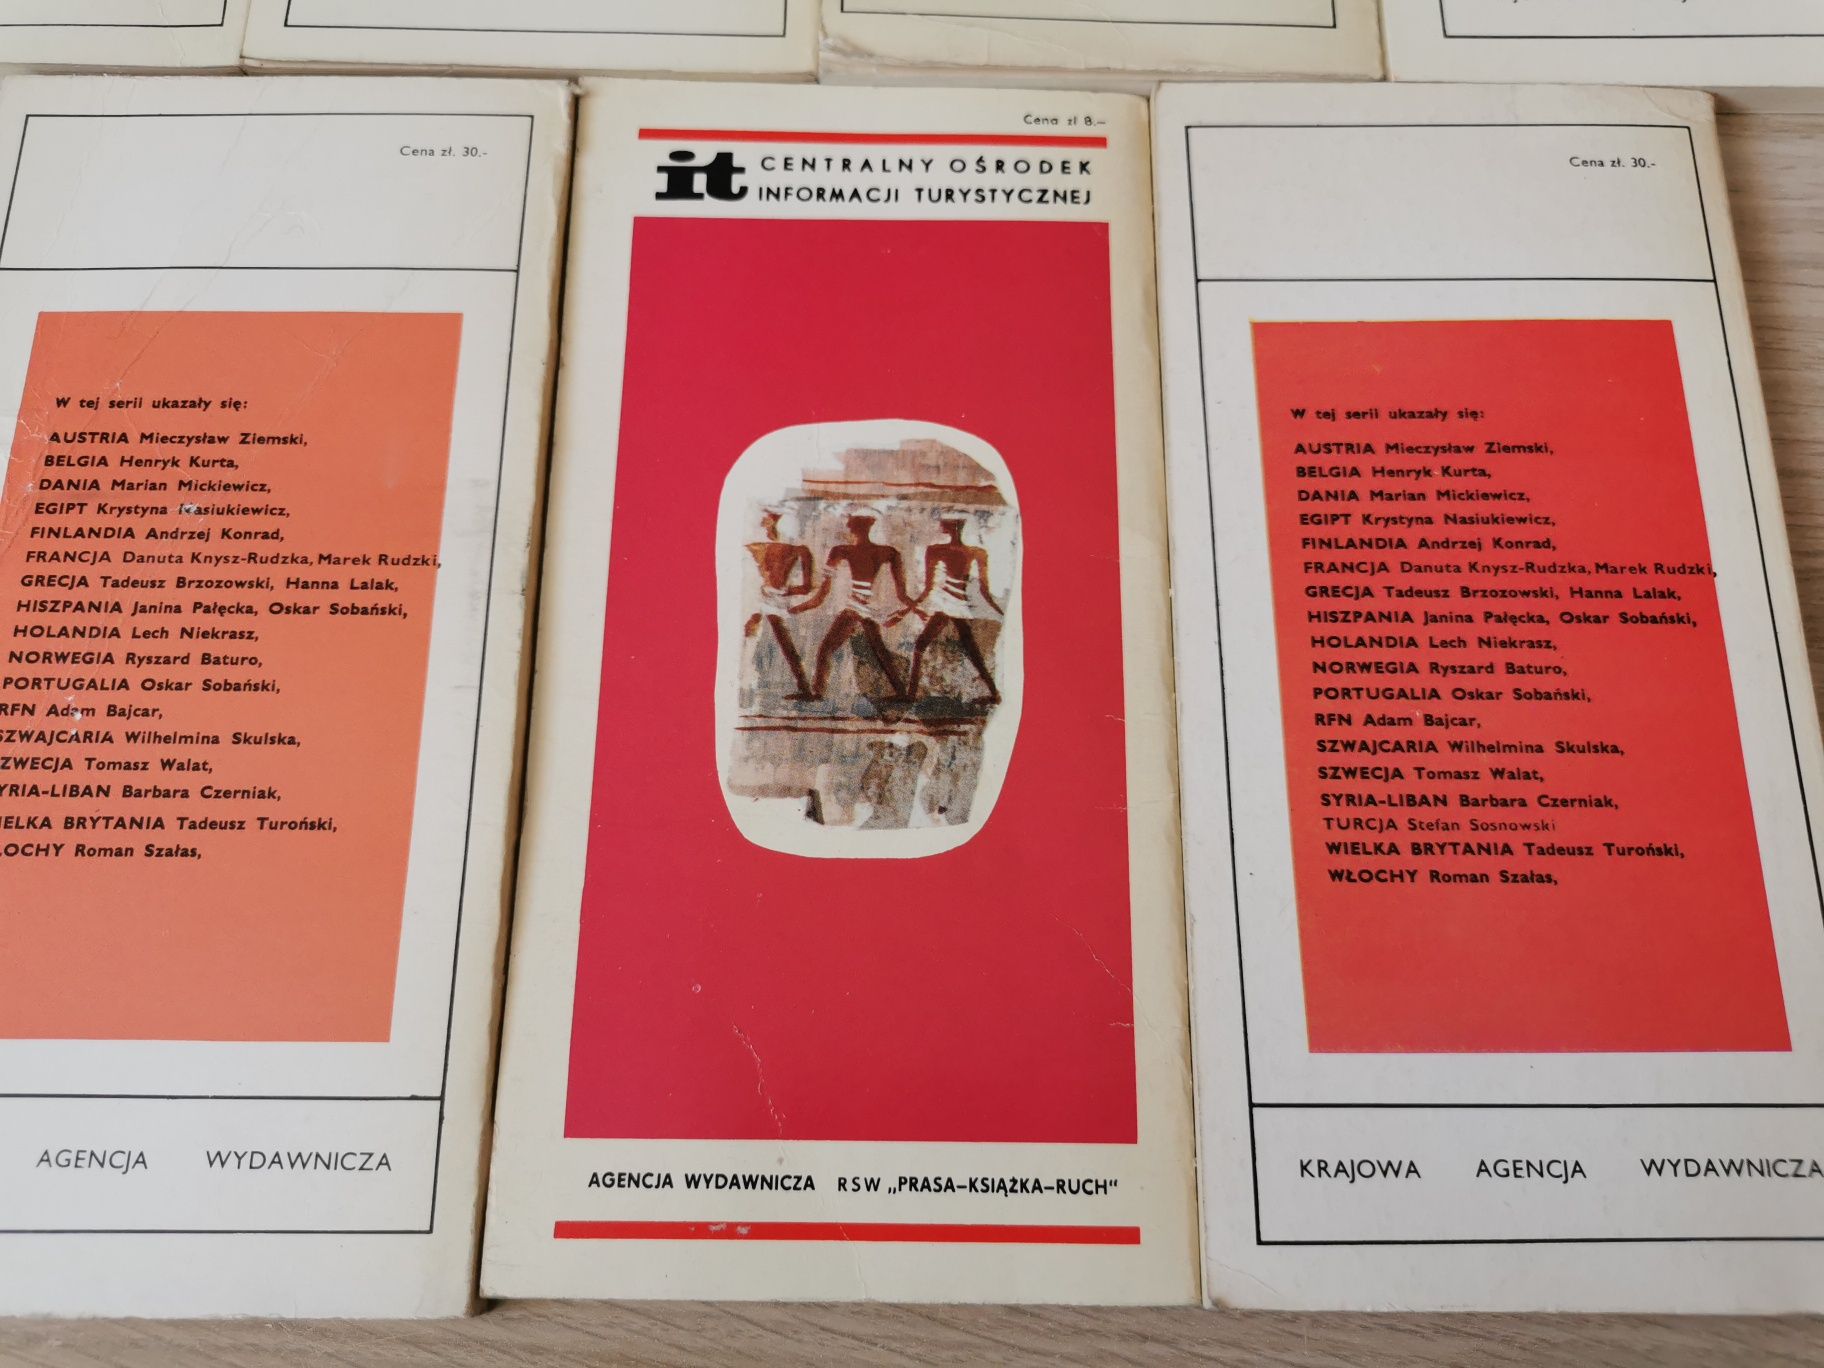 Cena zł. 30.-
W tej serii ukazały się:
AUSTRIA Mieczysław Ziemski,
BELGIA Henryk Kurta,
DANIA Marian Mickiewicz,
EGIPT Krystyna Nasiukiewicz,
FINLANDIA Andrzej Konrad,
FRANCJA Danuta Knysz-Rudzka, Marek Rudzki,
GRECJA Tadeusz Brzozowski, Hanna Lalak,
HISZPANIA Janina Pałęcka, Oskar Sobański,
HOLANDIA Lech Niekrasz,
NORWEGIA Ryszard Baturo,
PORTUGALIA Oskar Sobański,
RFN Adam Bajcar,
SZWAJCARIA Wilhelmina Skulska,
ZWECJA Tomasz Walat,
YRIA-LIBAN Barbara Czerniak,
IELKA BRYTANIA Tadeusz Turoński,
ŁOCHY Roman Szałas,
AGENCJA WYDAWNICZA
Cena zł 8.-
it CENTRALNY OŚRODEK
INFORMACJI TURYSTYCZNEJ
AGENCJA WYDAWNICZA RSW „PRASA-KSIĄŻKA-RUCH"
Cena zł. 30.-
W tej serii ukazały się:
AUSTRIA Mieczysław Ziemski,
BELGIA Henryk Kurta,
DANIA Marian Mickiewicz,
EGIPT Krystyna Nasiukiewicz,
FINLANDIA Andrzej Konrad,
FRANCJA Danuta Knysz-Rudzka, Marek Rudzki,
GRECJA Tadeusz Brzozowski, Hanna Lalak,
HISZPANIA Janina Pałęcka, Oskar Sobański,
HOLANDIA Lech Niekrasz,
NORWEGIA Ryszard Baturo,
PORTUGALIA Oskar Sobański,
RFN Adam Bajcar,
SZWAJCARIA Wilhelmina Skulska,
SZWECJA Tomasz Walat,
SYRIA-LIBAN Barbara Czerniak,
TURCJA Stefan Sosnowski
WIELKA BRYTANIA Tadeusz Turoński,
WŁOCHY Roman Szałas,
KRAJOWA AGENCJA WYDAWNICZA